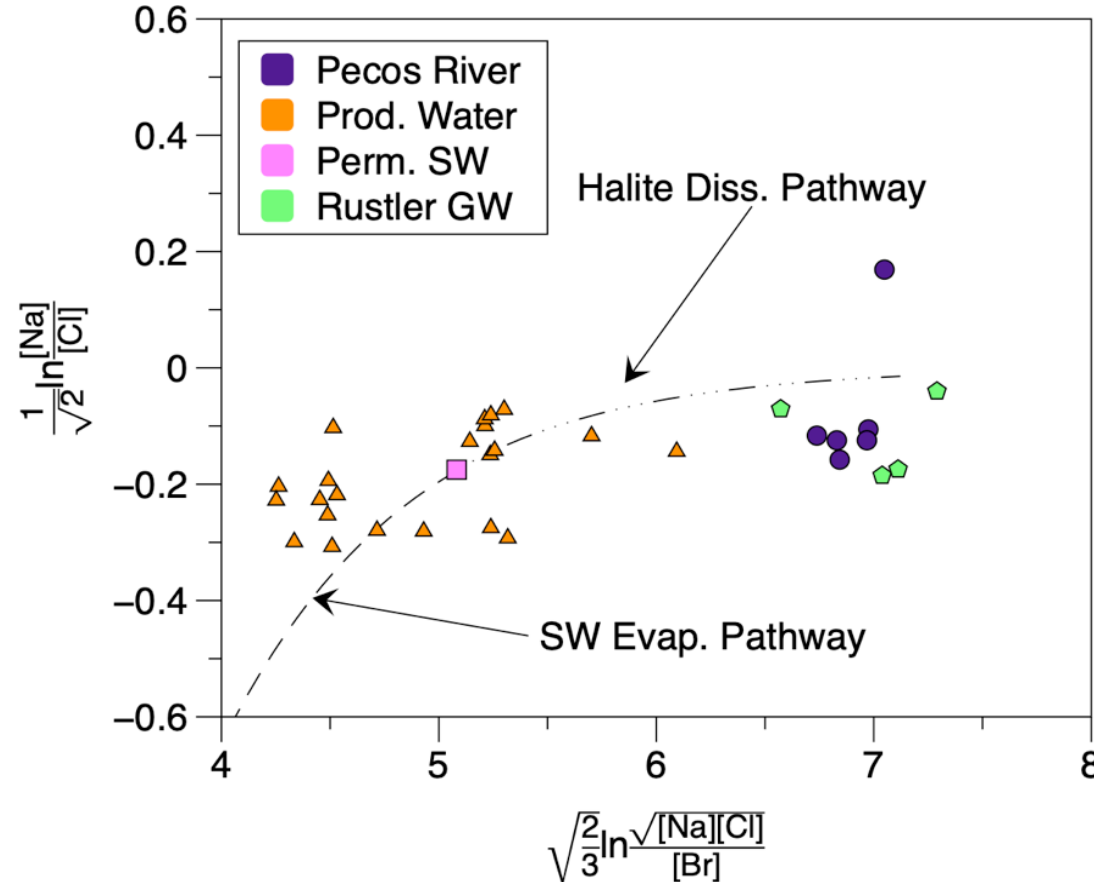 0.6
0.4
0.2
0
−0.2
−0.4
−0.6
Pecos River
Prod. Water
Perm. SW
Rustler GW
Halite Diss. Pathway
SW Evap. Pathway
1/√2 ln [Na]/[Cl]
4 5 6 7 8
√(2/3) ln √([Na][Cl])/[Br]